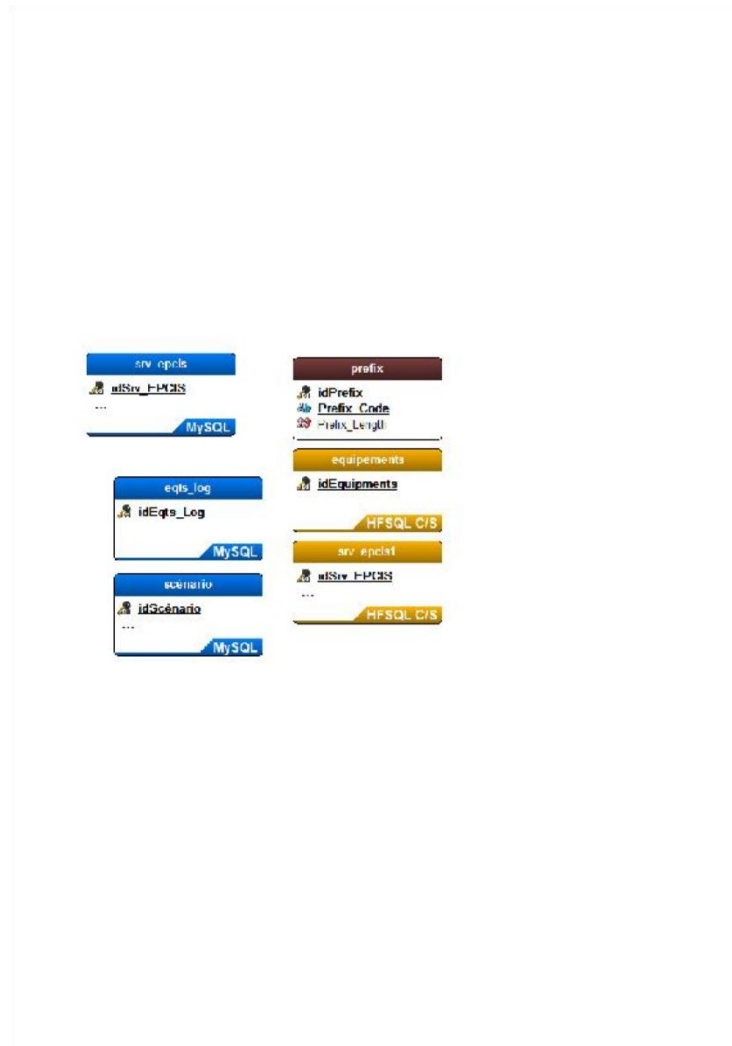 srv_epcis
idSrv_EPCIS
...
MySQL
prefix
idPrefix
Prefix_Code
Prefix_Length
equipements
idEquipments
HFSQL C/S
eqts_log
idEqts_Log
MySQL
srv_epcis1
idSrv_EPCIS
...
HFSQL C/S
scénario
idScénario
...
MySQL